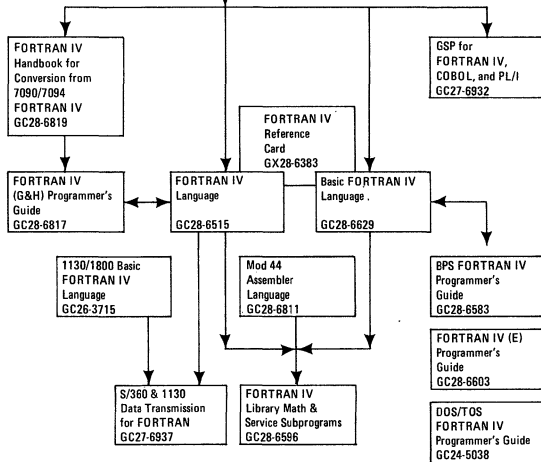 FORTRAN IV
Handbook for
Conversion from
7090/7094
FORTRAN IV
GC28-6819
GSP for
FORTRAN IV,
COBOL, and PL/I
GC27-6932
FORTRAN IV
Reference
Card
GX28-6383
FORTRAN IV
(G&H) Programmer's
Guide
GC28-6817
FORTRAN IV
Language
GC28-6515
Basic FORTRAN IV
Language .
GC28-6629
1130/1800 Basic
FORTRAN IV
Language
GC26-3715
Mod 44
Assembler
Language
GC28-6811
BPS FORTRAN IV
Programmer's
Guide
GC28-6583
FORTRAN IV (E)
Programmer's
Guide
GC28-6603
S/360 & 1130
Data Transmission
for FORTRAN
GC27-6937
FORTRAN IV
Library Math &
Service Subprograms
GC28-6596
DOS/TOS
FORTRAN IV
Programmer's Guide
GC24-5038